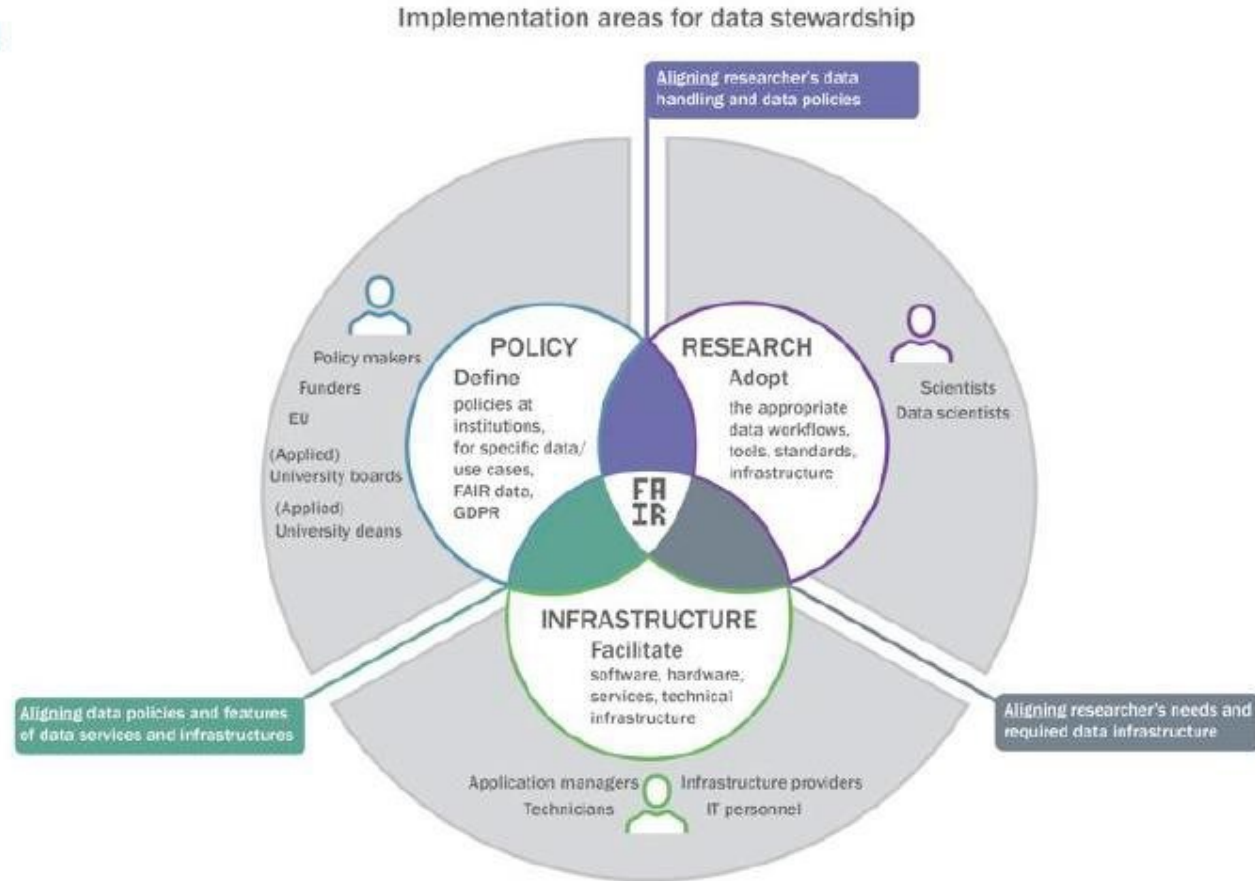 Implementation areas for data stewardship
Aligning researcher's data
handling and data policies
Policy makers
Funders
EU
(Applied)
University boards
(Applied)
University deans
POLICY
Define
policies at
institutions,
for specific data/
use cases,
FAIR data,
GDPR
RESEARCH
Adopt
the appropriate
data workflows,
tools, standards,
infrastructure
Scientists
Data scientists
FA
IR
INFRASTRUCTURE
Facilitate
software, hardware,
services, technical
infrastructure
Aligning data policies and features
of data services and infrastructures
Aligning researcher's needs and
required data infrastructure
Application managers
Technicians
Infrastructure providers
IT personnel